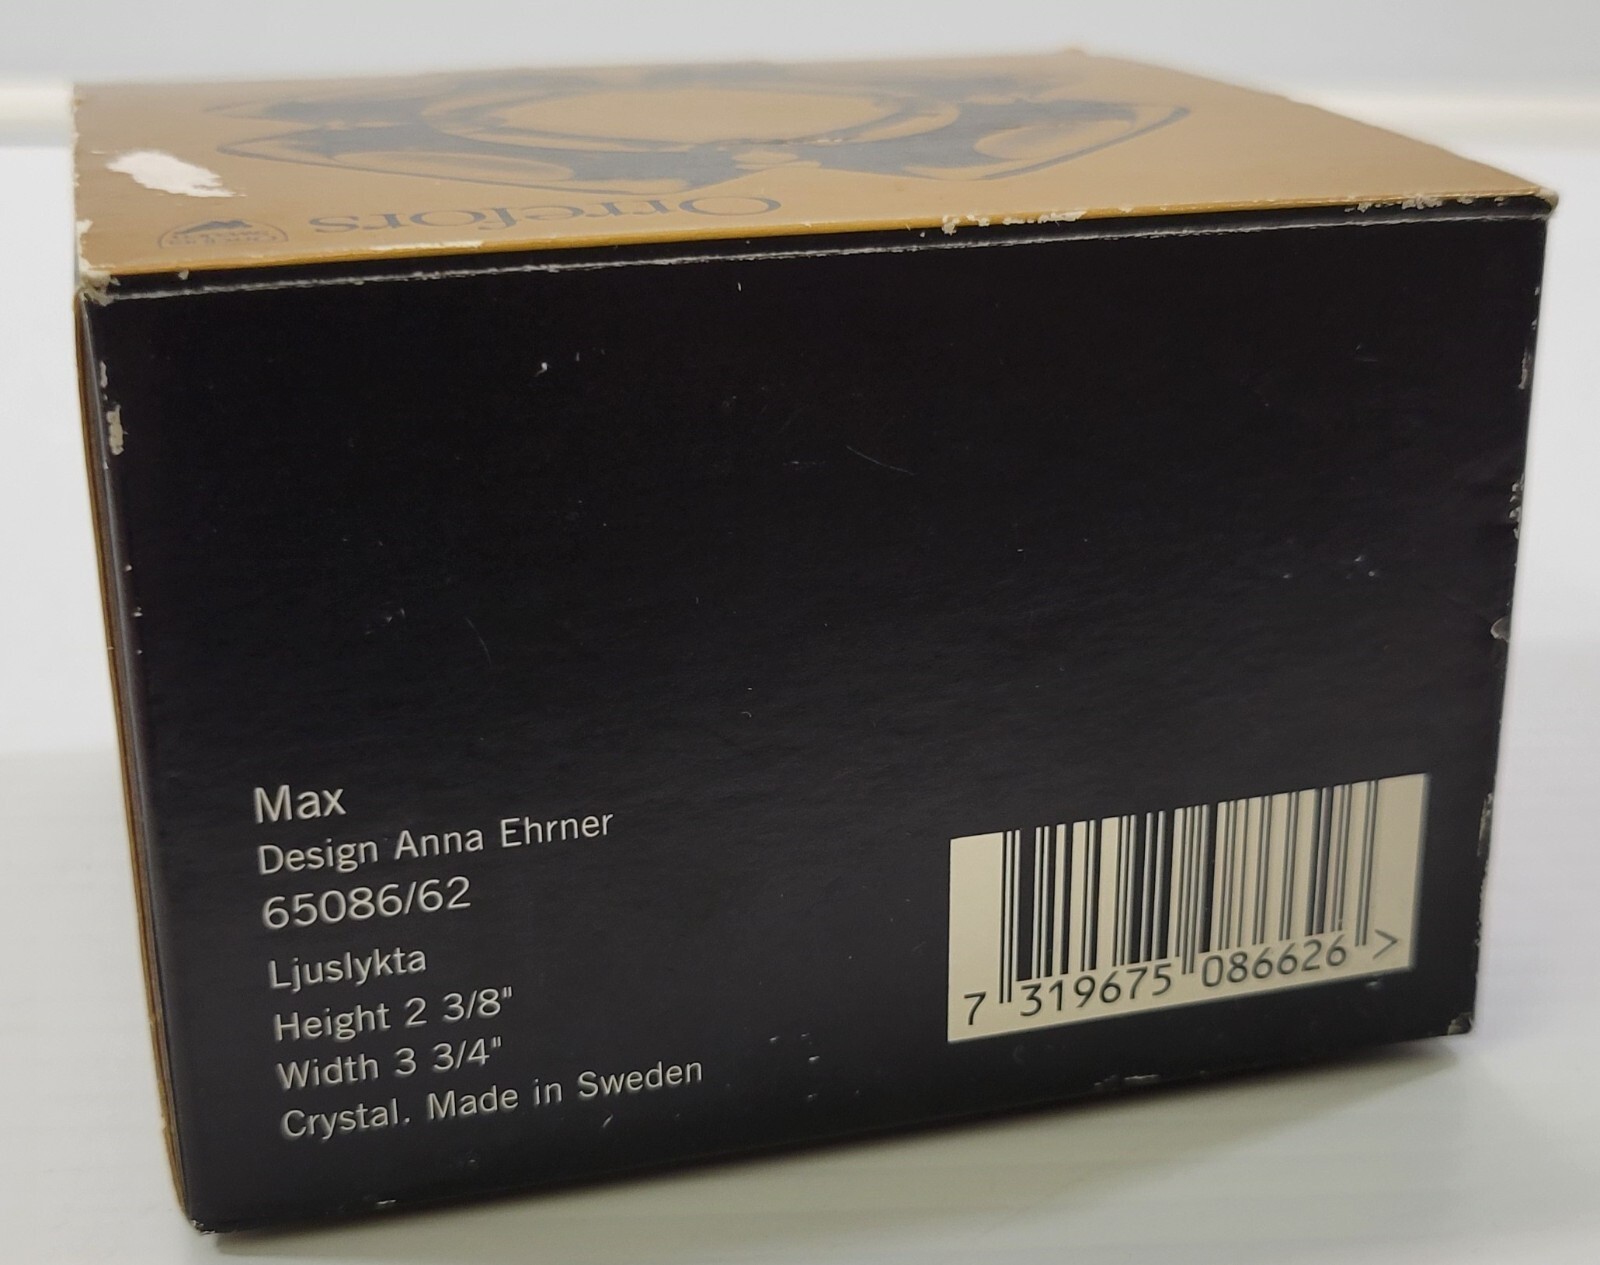 Orrefors
Max
Design Anna Ehrner
65086/62
Ljuslykta
Height 2 3/8"
Width 3 3/4"
Crystal. Made in Sweden
7 319675 086626 >